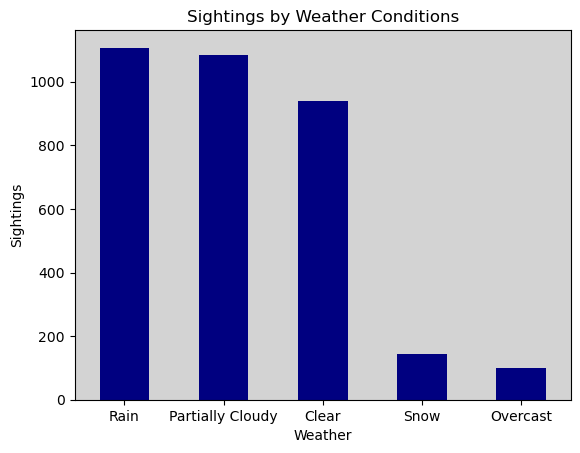 Sightings by Weather Conditions
1000
800
600
400
200
0
Sightings
Rain Partially Cloudy Clear Snow Overcast
Weather